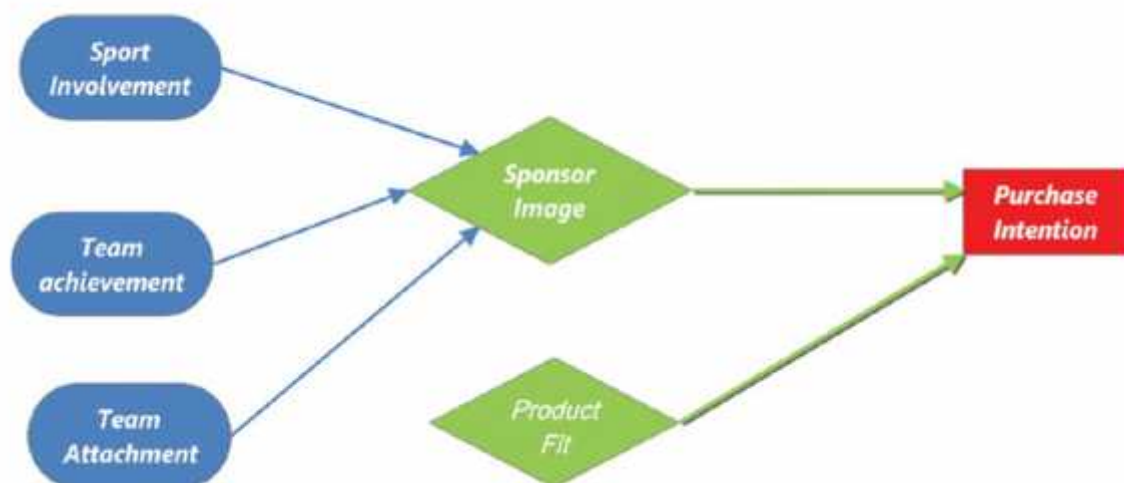 Sport
Involvement
Sponsor
Image
Purchase
Intention
Team
achievement
Team
Attachment
Product
Fit